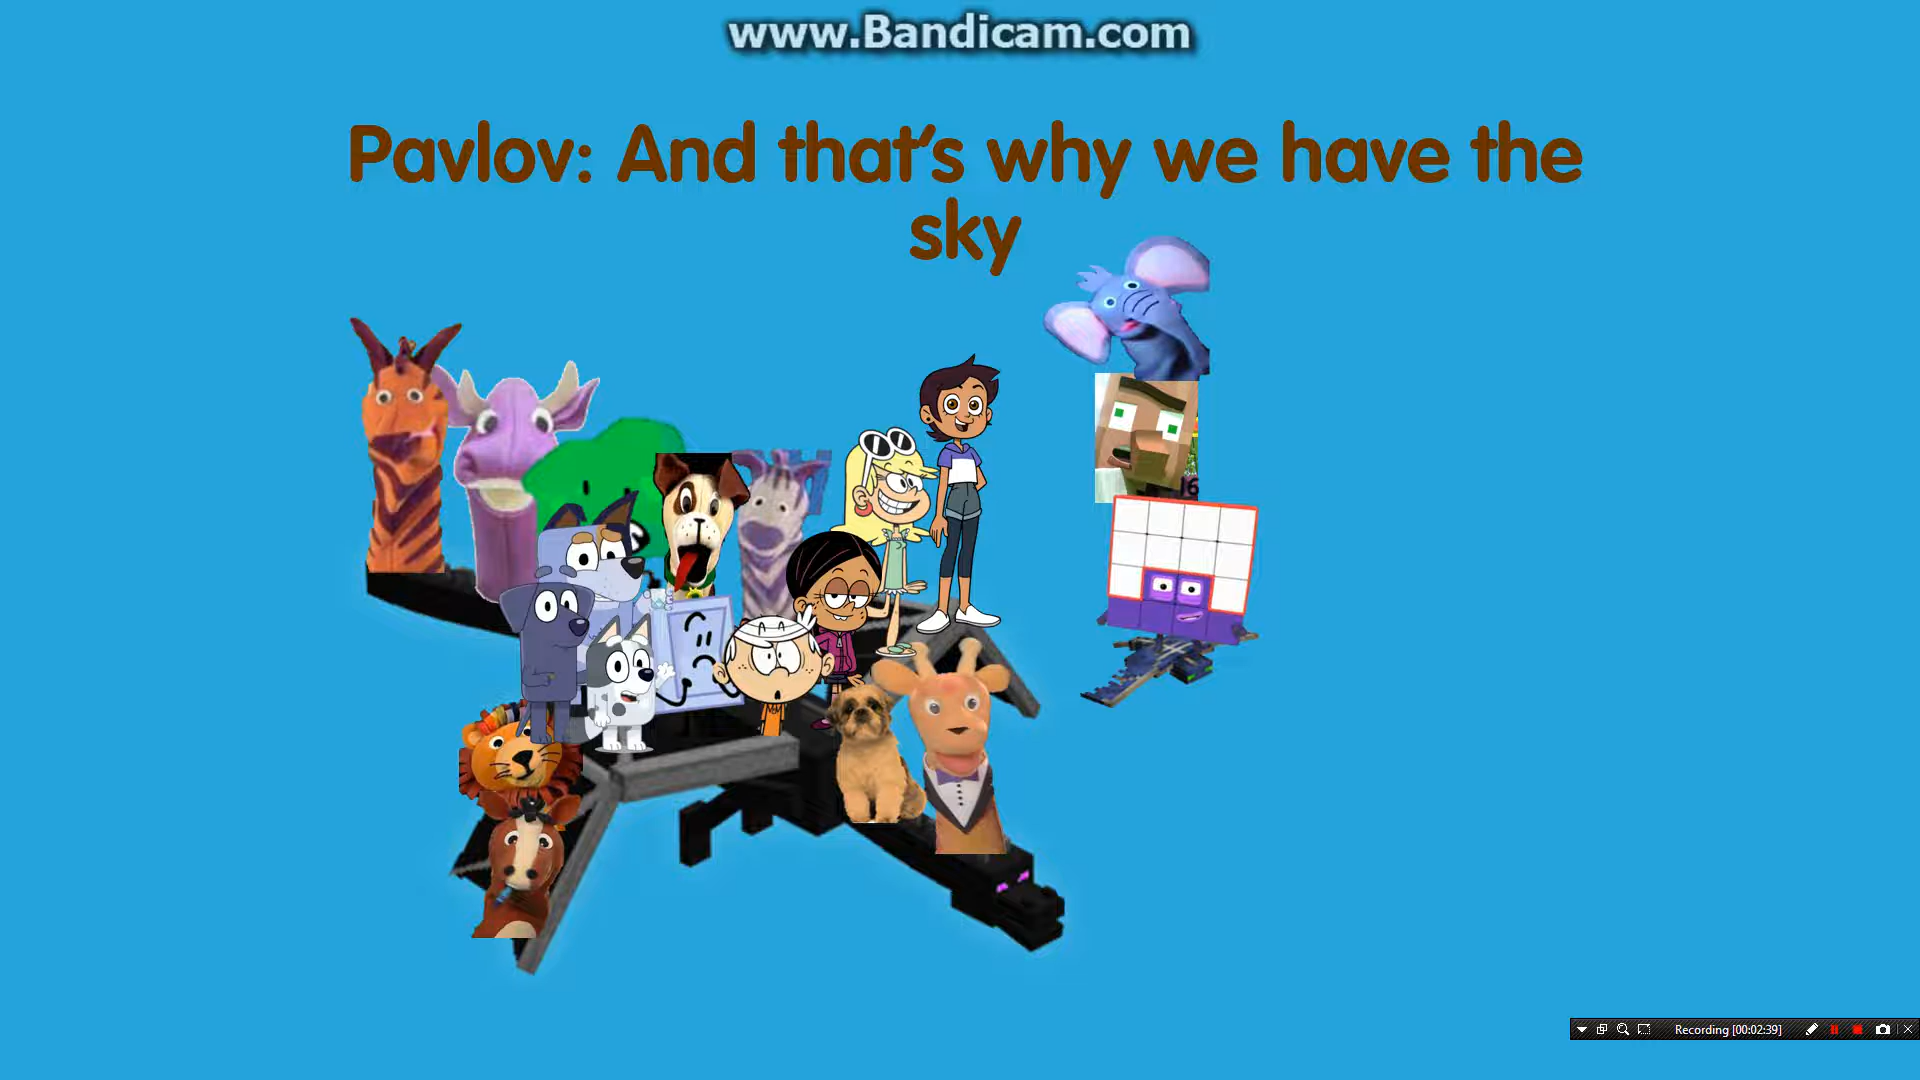 www.Bandicam.com
Pavlov: And that's why we have the
sky
16
Recording [00:02:39]